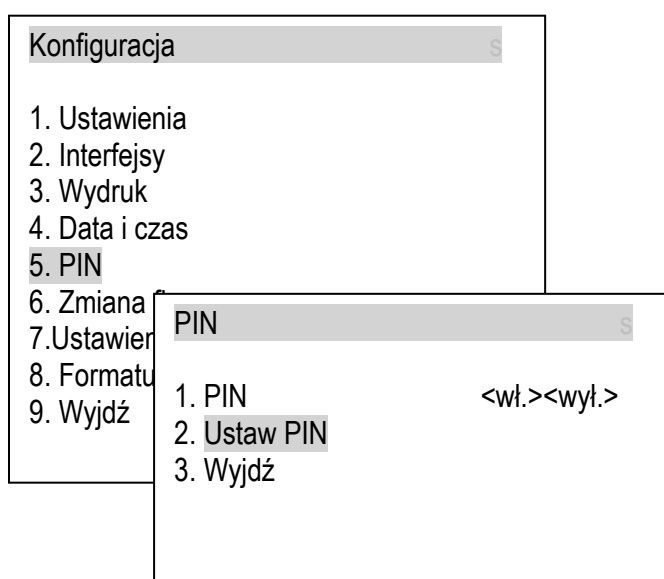 Konfiguracja s
1. Ustawienia
2. Interfejsy
3. Wydruk
4. Data i czas
5. PIN
6. Zmiana
7.Ustawien
8. Formatu
9. Wyjdź
PIN s
1. PIN <wł.><wył.>
2. Ustaw PIN
3. Wyjdź